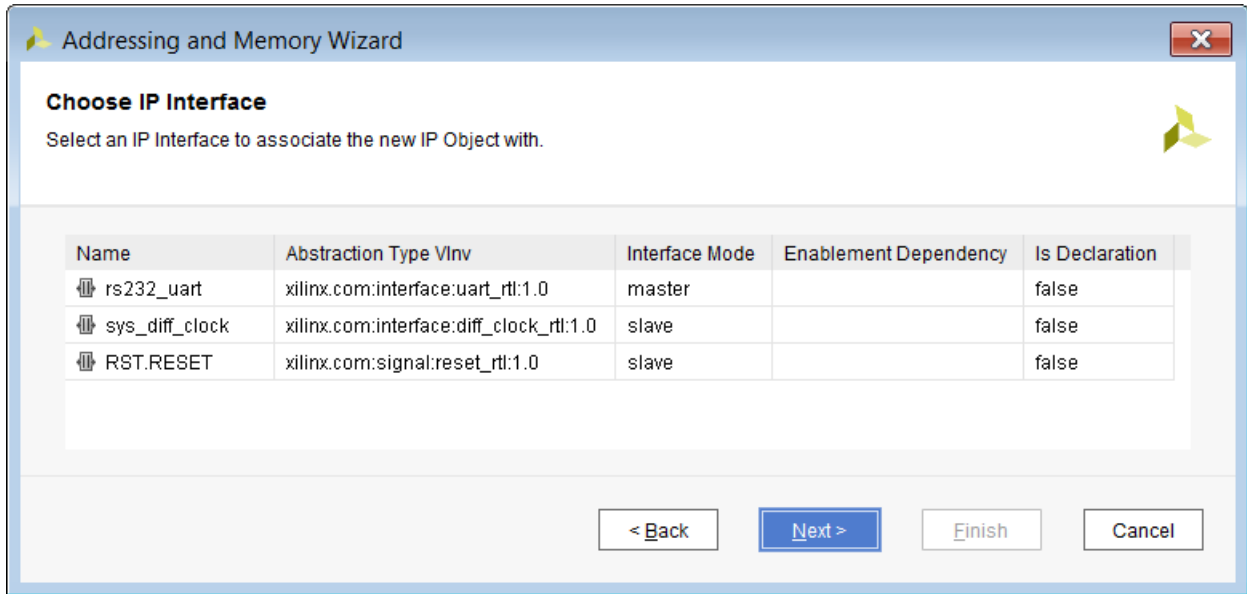 Addressing and Memory Wizard
Choose IP Interface
Select an IP Interface to associate the new IP Object with.
Name Abstraction Type Vlnv Interface Mode Enablement Dependency Is Declaration
rs232_uart xilinx.com:interface:uart_rtl:1.0 master false
sys_diff_clock xilinx.com:interface:diff_clock_rtl:1.0 slave false
RST.RESET xilinx.com:signal:reset_rtl:1.0 slave false
< Back Next > Finish Cancel